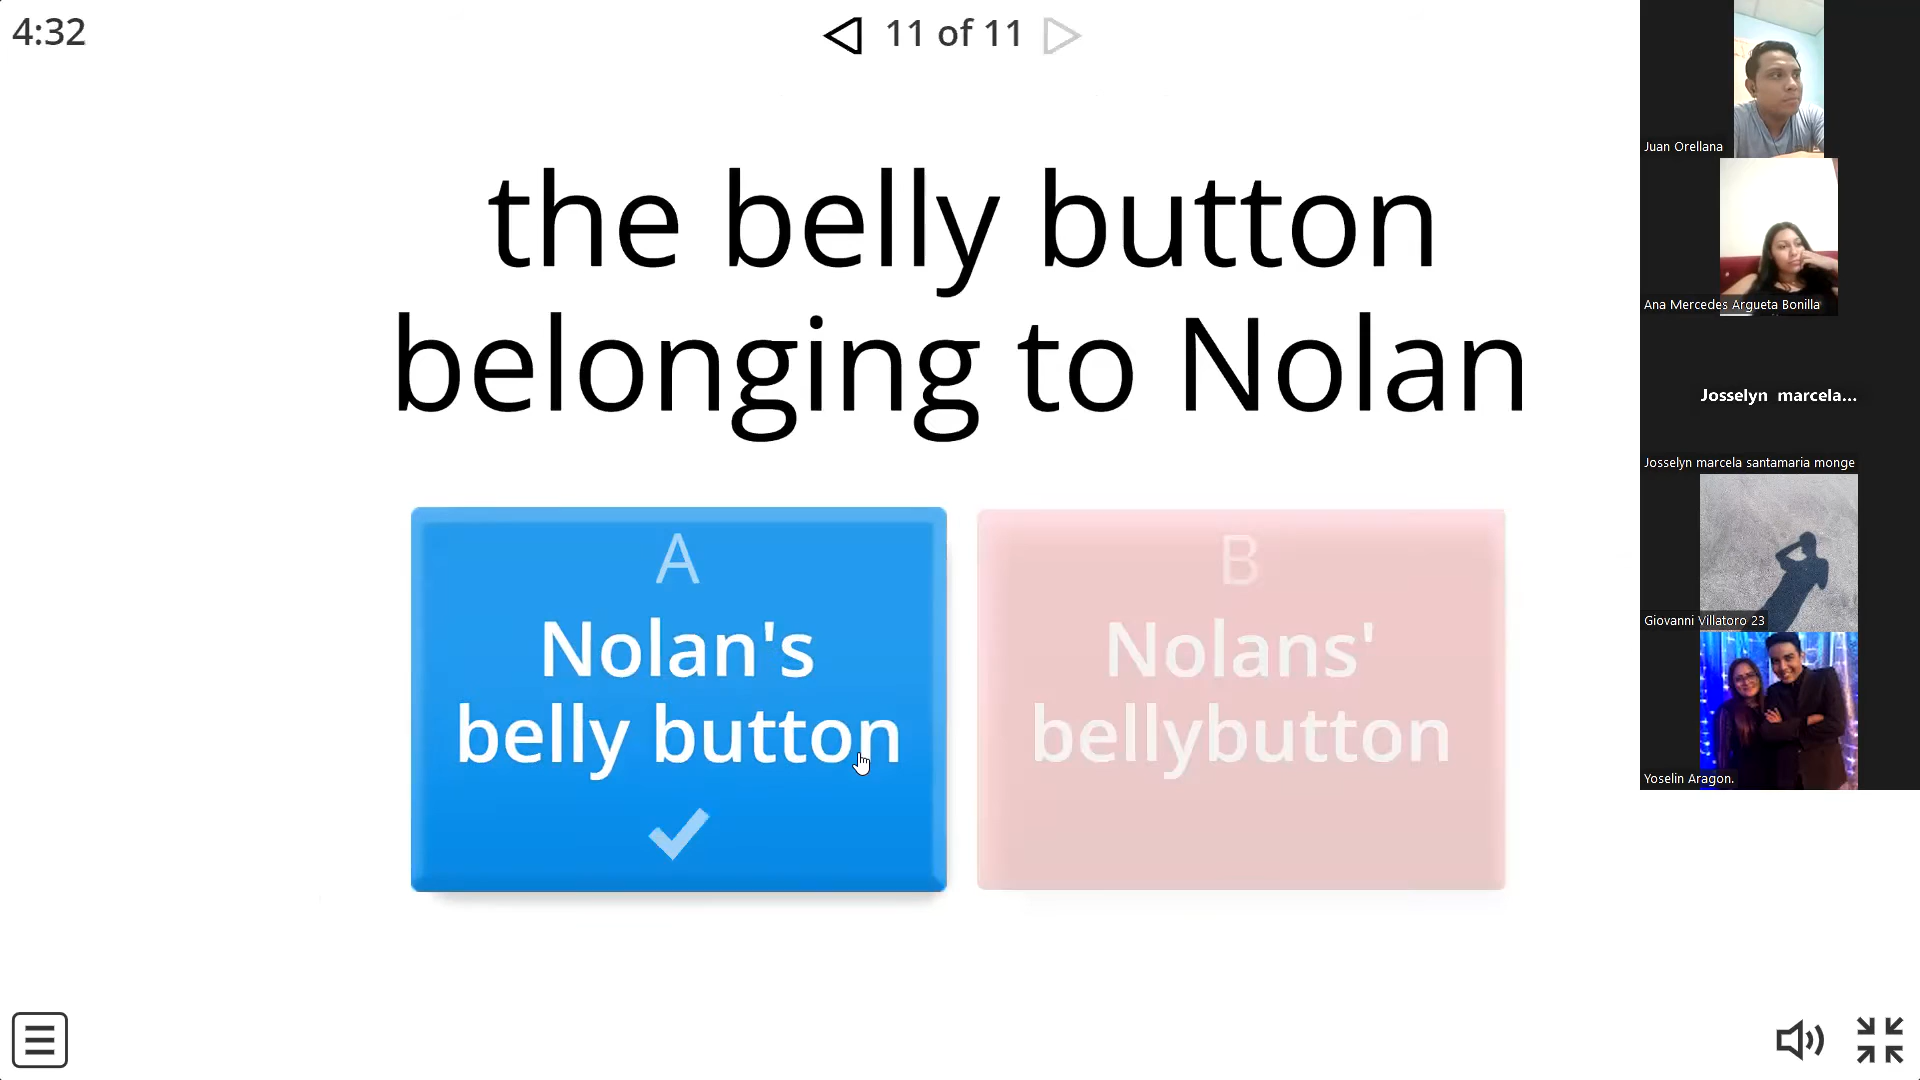 4:32
11 of 11
the belly button
belonging to Nolan
A
Nolan's
belly button
B
Nolans'
bellybutton
Juan Orellana
Ana Mercedes Argueta Bonilla
Josselyn marcela...
Josselyn marcela santamaria monge
Giovanni Villatoro 23
Yoselin Aragon.